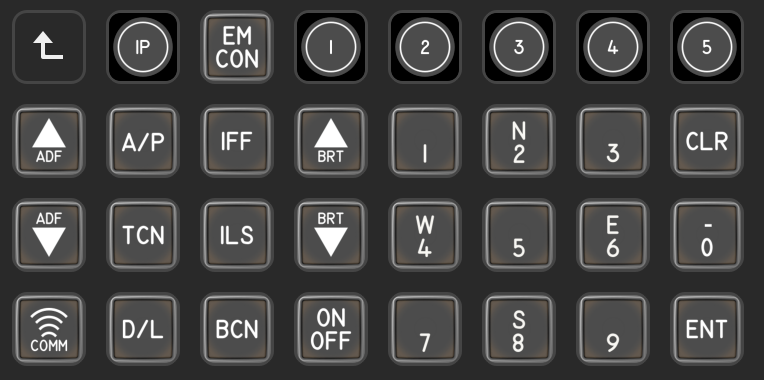 IP
EM
CON
1
2
3
4
5
ADF
A/P
IFF
BRT
1
N
2
3
CLR
ADF
TCN
ILS
BRT
W
4
5
E
6
-
0
COMM
D/L
BCN
ON
OFF
7
S
8
9
ENT